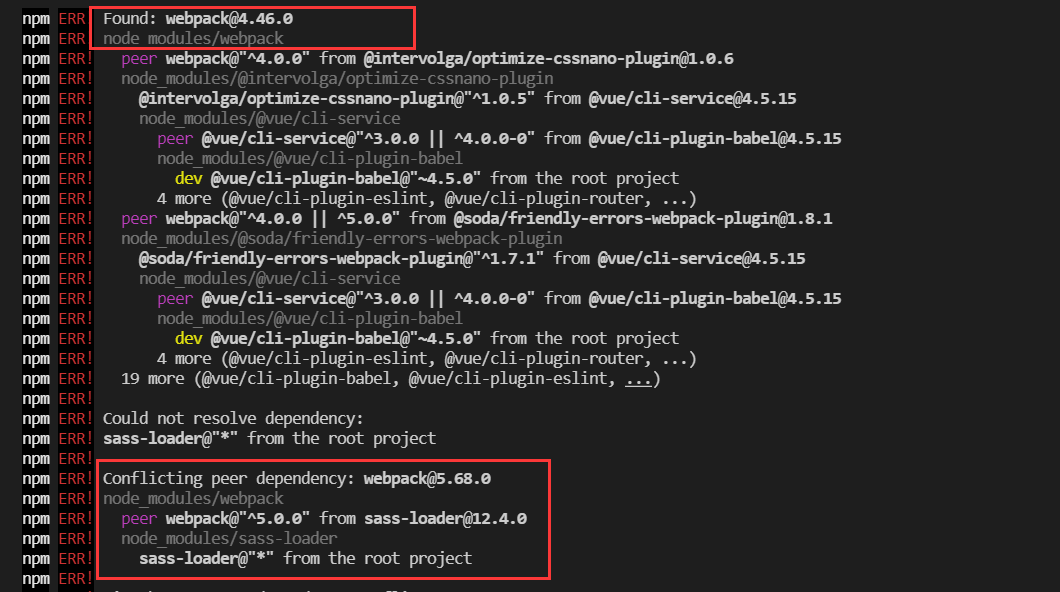 npm ERR! Found: webpack@4.46.0
npm ERR! node_modules/webpack
npm ERR!   peer webpack@"^4.0.0" from @intervolga/optimize-cssnano-plugin@1.0.6
npm ERR!   node_modules/@intervolga/optimize-cssnano-plugin
npm ERR!     @intervolga/optimize-cssnano-plugin@"^1.0.5" from @vue/cli-service@4.5.15
npm ERR!     node_modules/@vue/cli-service
npm ERR!       peer @vue/cli-service@"^3.0.0 || ^4.0.0-0" from @vue/cli-plugin-babel@4.5.15
npm ERR!       node_modules/@vue/cli-plugin-babel
npm ERR!         dev @vue/cli-plugin-babel@"~4.5.0" from the root project
npm ERR!       4 more (@vue/cli-plugin-eslint, @vue/cli-plugin-router, ...)
npm ERR!   peer webpack@"^4.0.0 || ^5.0.0" from @soda/friendly-errors-webpack-plugin@1.8.1
npm ERR!   node_modules/@soda/friendly-errors-webpack-plugin
npm ERR!     @soda/friendly-errors-webpack-plugin@"^1.7.1" from @vue/cli-service@4.5.15
npm ERR!     node_modules/@vue/cli-service
npm ERR!       peer @vue/cli-service@"^3.0.0 || ^4.0.0-0" from @vue/cli-plugin-babel@4.5.15
npm ERR!       node_modules/@vue/cli-plugin-babel
npm ERR!         dev @vue/cli-plugin-babel@"~4.5.0" from the root project
npm ERR!       4 more (@vue/cli-plugin-eslint, @vue/cli-plugin-router, ...)
npm ERR!   19 more (@vue/cli-plugin-babel, @vue/cli-plugin-eslint, ...)
npm ERR!
npm ERR! Could not resolve dependency:
npm ERR! sass-loader@"*" from the root project
npm ERR!
npm ERR! Conflicting peer dependency: webpack@5.68.0
npm ERR! node_modules/webpack
npm ERR!   peer webpack@"^5.0.0" from sass-loader@12.4.0
npm ERR!   node_modules/sass-loader
npm ERR!     sass-loader@"*" from the root project
npm ERR!